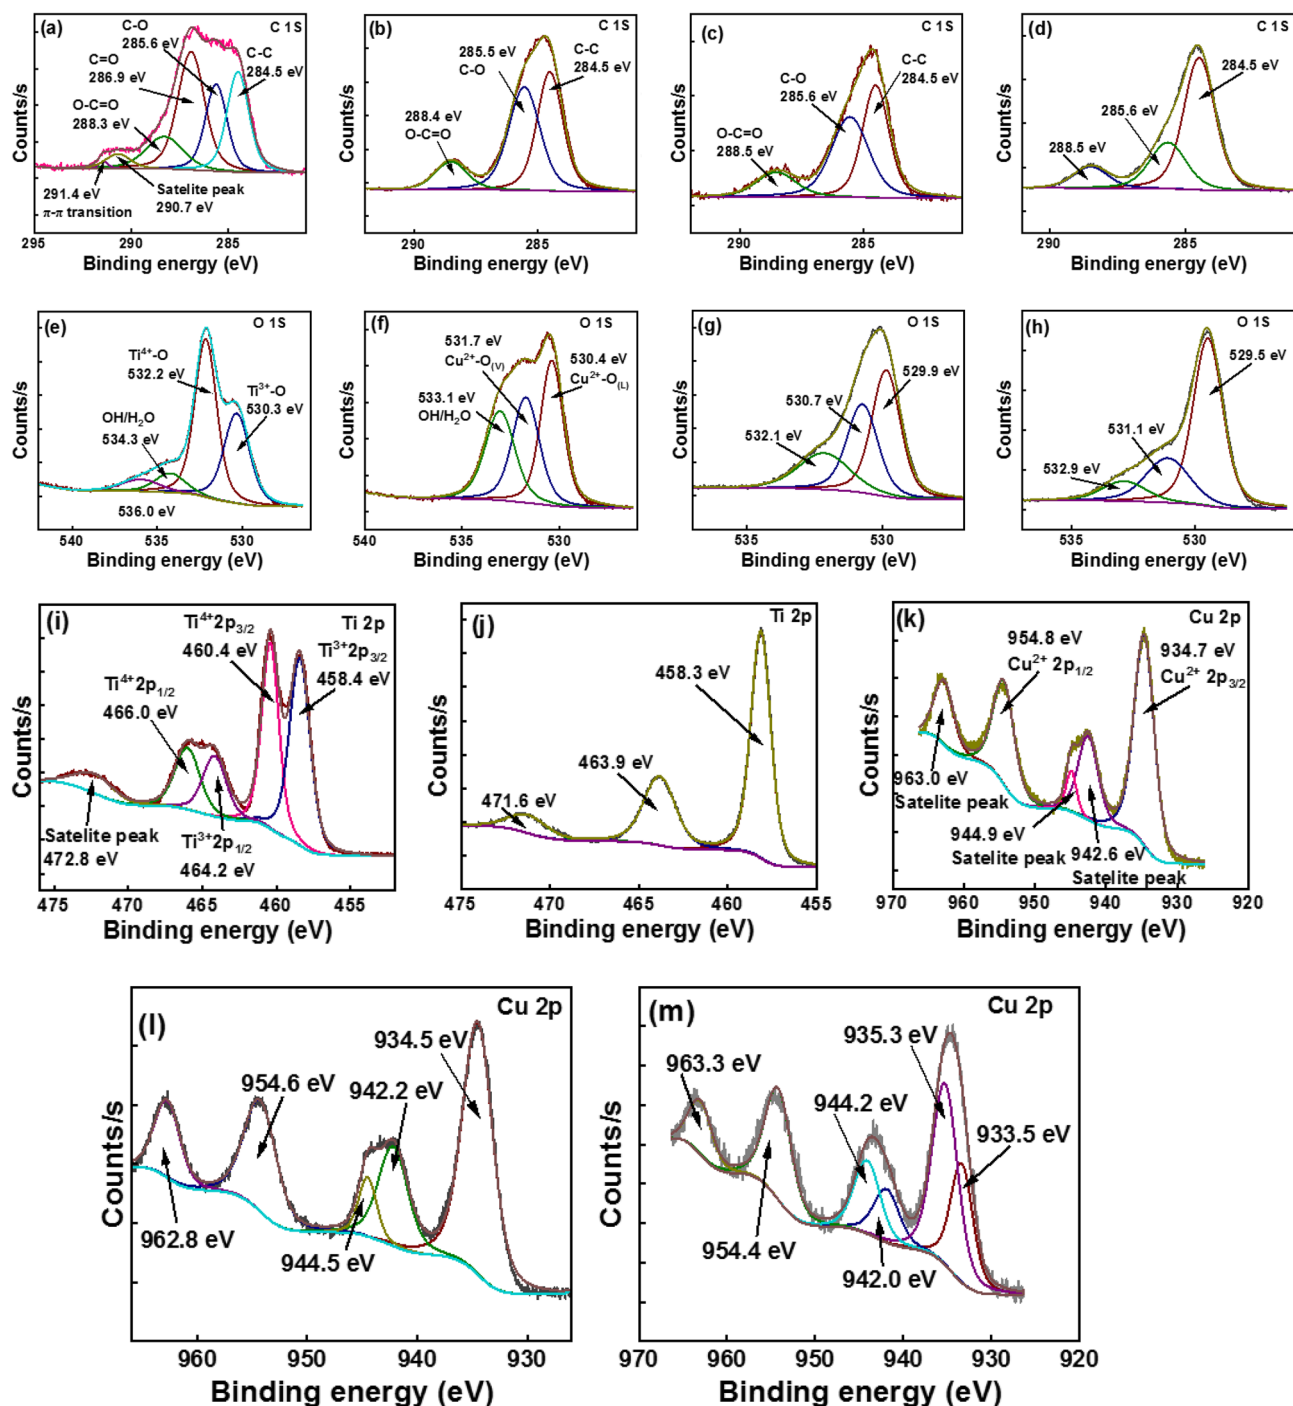 (a)
C 1S
C-O
285.6 eV
C=O
286.9 eV
C-C
284.5 eV
O-C=O
288.3 eV
291.4 eV
π-π transition
Satelite peak
290.7 eV
Counts/s
295 290 285
Binding energy (eV)
(b)
C 1S
285.5 eV
C-O
C-C
284.5 eV
288.4 eV
O-C=O
Counts/s
290 285
Binding energy (eV)
(c)
C 1S
C-O
285.6 eV
C-C
284.5 eV
O-C=O
288.5 eV
Counts/s
290 285
Binding energy (eV)
(d)
C 1S
284.5 eV
285.6 eV
288.5 eV
Counts/s
290 285
Binding energy (eV)
(e)
O 1S
Ti4+-O
532.2 eV
Ti3+-O
530.3 eV
OH/H2O
534.3 eV
536.0 eV
Counts/s
540 535 530
Binding energy (eV)
(f)
O 1S
531.7 eV
Cu2+-O(V)
530.4 eV
Cu2+-O(L)
533.1 eV
OH/H2O
Counts/s
540 535 530
Binding energy (eV)
(g)
O 1S
529.9 eV
530.7 eV
532.1 eV
Counts/s
535 530
Binding energy (eV)
(h)
O 1S
529.5 eV
531.1 eV
532.9 eV
Counts/s
535 530
Binding energy (eV)
(i)
Ti 2p
Ti4+2p3/2
460.4 eV
Ti3+2p3/2
458.4 eV
Ti4+2p1/2
466.0 eV
Satelite peak
472.8 eV
Ti3+2p1/2
464.2 eV
Counts/s
475 470 465 460 455
Binding energy (eV)
(j)
Ti 2p
458.3 eV
463.9 eV
471.6 eV
Counts/s
475 470 465 460 455
Binding energy (eV)
(k)
Cu 2p
954.8 eV
Cu2+ 2p1/2
934.7 eV
Cu2+ 2p3/2
963.0 eV
Satelite peak
944.9 eV
Satelite peak
942.6 eV
Satelite peak
Counts/s
970 960 950 940 930 920
Binding energy (eV)
(l)
Cu 2p
934.5 eV
954.6 eV
942.2 eV
962.8 eV
944.5 eV
Counts/s
960 950 940 930
Binding energy (eV)
(m)
Cu 2p
935.3 eV
963.3 eV
944.2 eV
933.5 eV
954.4 eV
942.0 eV
Counts/s
970 960 950 940 930 920
Binding energy (eV)